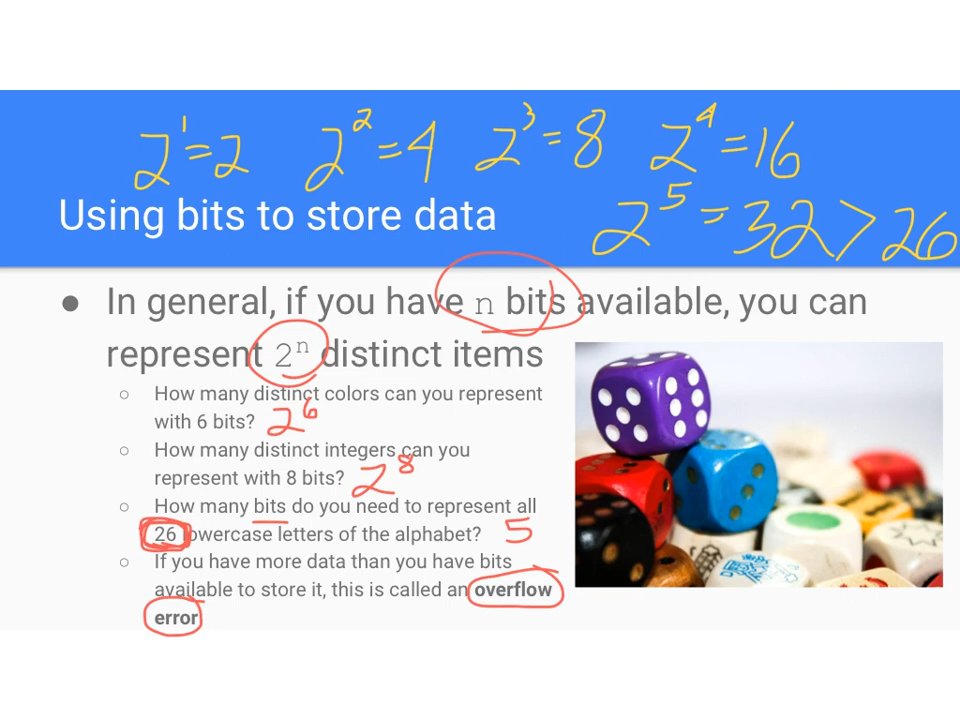 2¹=2 2²=4 2³=8 2⁴=16
Using bits to store data 2⁵=32>26
● In general, if you have n bits available, you can
represent 2ⁿ distinct items
○ How many distinct colors can you represent
with 6 bits? 2⁶
○ How many distinct integers can you
represent with 8 bits? 2⁸
○ How many bits do you need to represent all
26 lowercase letters of the alphabet? 5
○ If you have more data than you have bits
available to store it, this is called an overflow
error